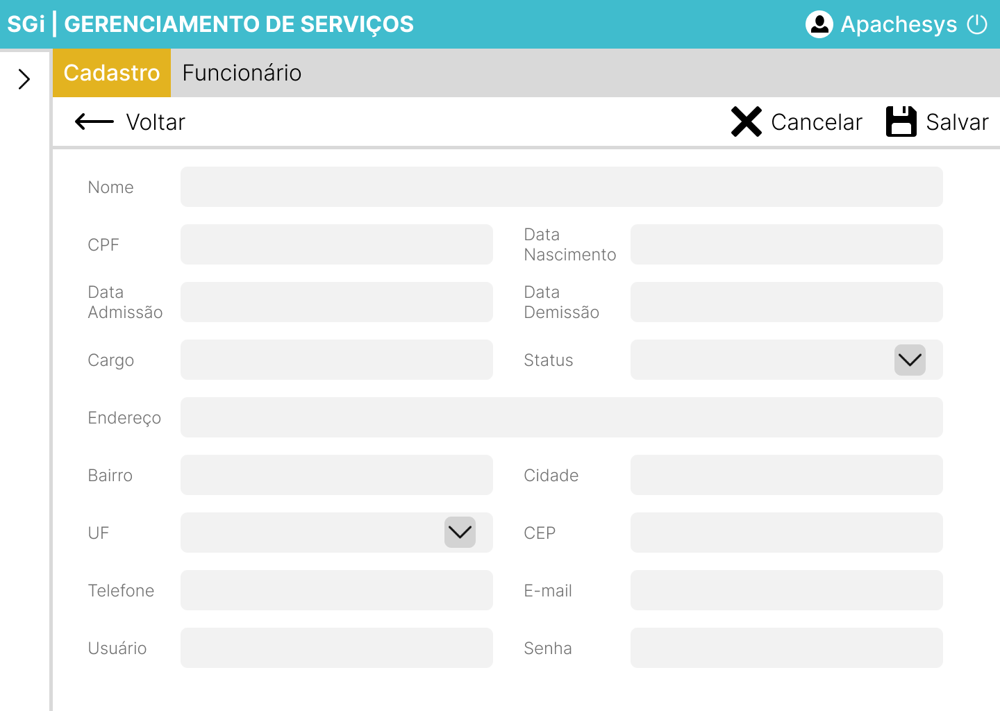 SGi | GERENCIAMENTO DE SERVIÇOS
Apachesys
Cadastro
Funcionário
Voltar
Cancelar
Salvar
Nome
CPF
Data
Nascimento
Data
Admissão
Data
Demissão
Cargo
Status
Endereço
Bairro
Cidade
UF
CEP
Telefone
E-mail
Usuário
Senha